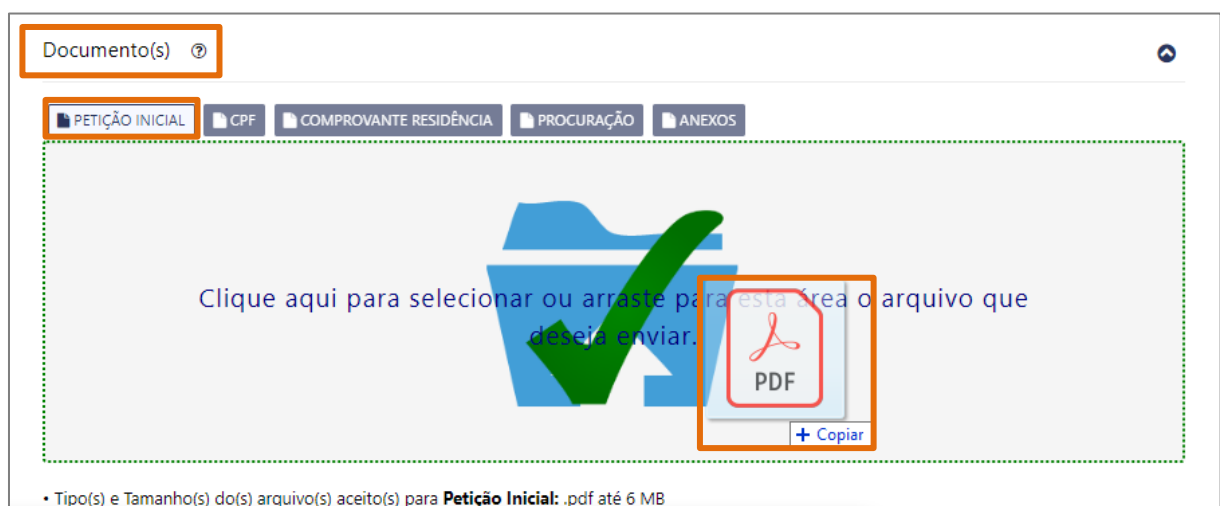 Documento(s)
PETIÇÃO INICIAL CPF COMPROVANTE RESIDÊNCIA PROCURAÇÃO ANEXOS
Clique aqui para selecionar ou arraste para esta área o arquivo que
deseja enviar.
PDF
+ Copiar
• Tipo(s) e Tamanho(s) do(s) arquivo(s) aceito(s) para Petição Inicial: .pdf até 6 MB